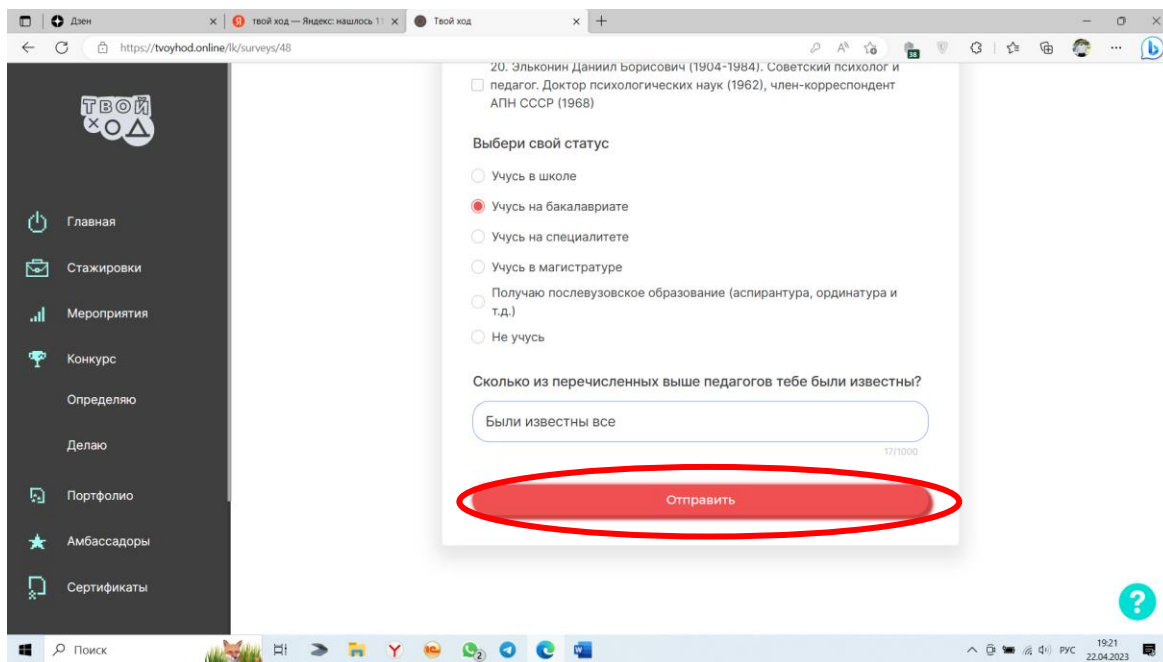 Дзен
твой ход — Яндекс: нашлось 11
Твой ход
https://tvoyhod.online/lk/surveys/48
38
ТВОЙ
ХОД
Главная
Стажировки
Мероприятия
Конкурс
Определяю
Делаю
Портфолио
Амбассадоры
Сертификаты
20. Эльконин Даниил Борисович (1904-1984). Советский психолог и
педагог. Доктор психологических наук (1962), член-корреспондент
АПН СССР (1968)
Выбери свой статус
Учусь в школе
Учусь на бакалавриате
Учусь на специалитете
Учусь в магистратуре
Получаю послевузовское образование (аспирантура, ординатура и
т.д.)
Не учусь
Сколько из перечисленных выше педагогов тебе были известны?
Были известны все
17/1000
Отправить
?
Поиск
2
РУС
19:21
22.04.2023